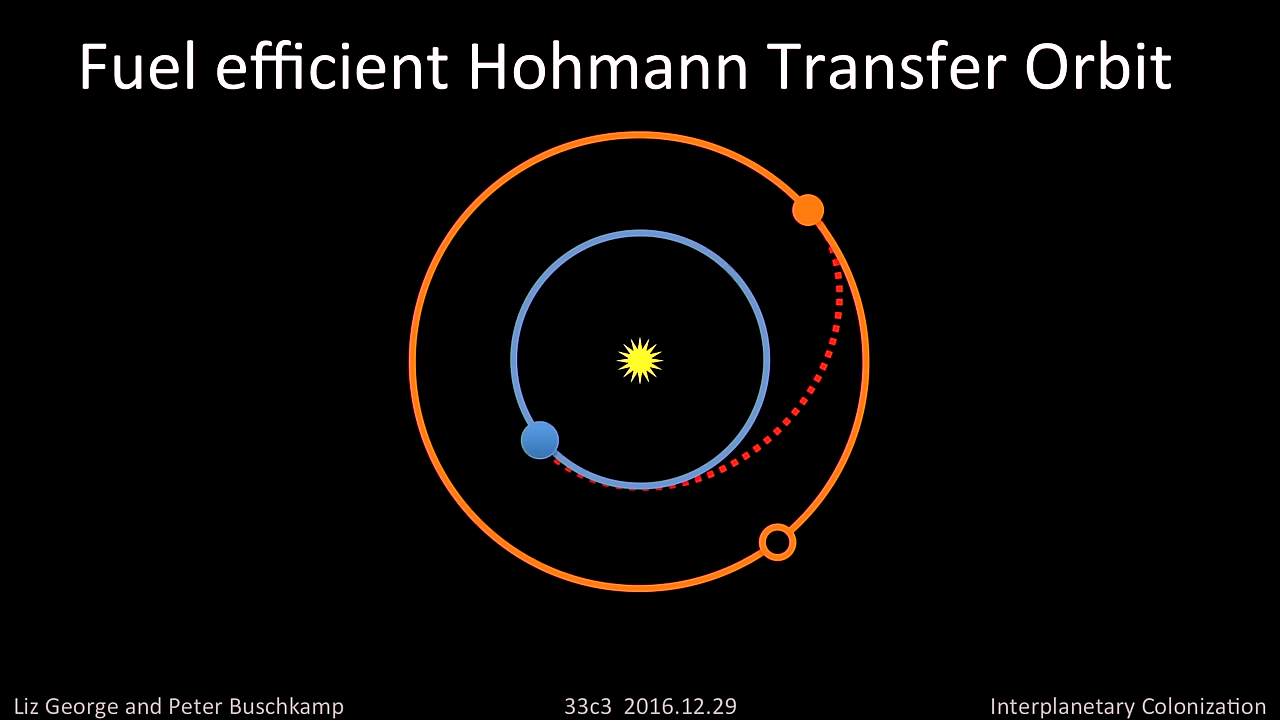 Fuel efficient Hohmann Transfer Orbit
Liz George and Peter Buschkamp
33c3 2016.12.29
Interplanetary Colonization